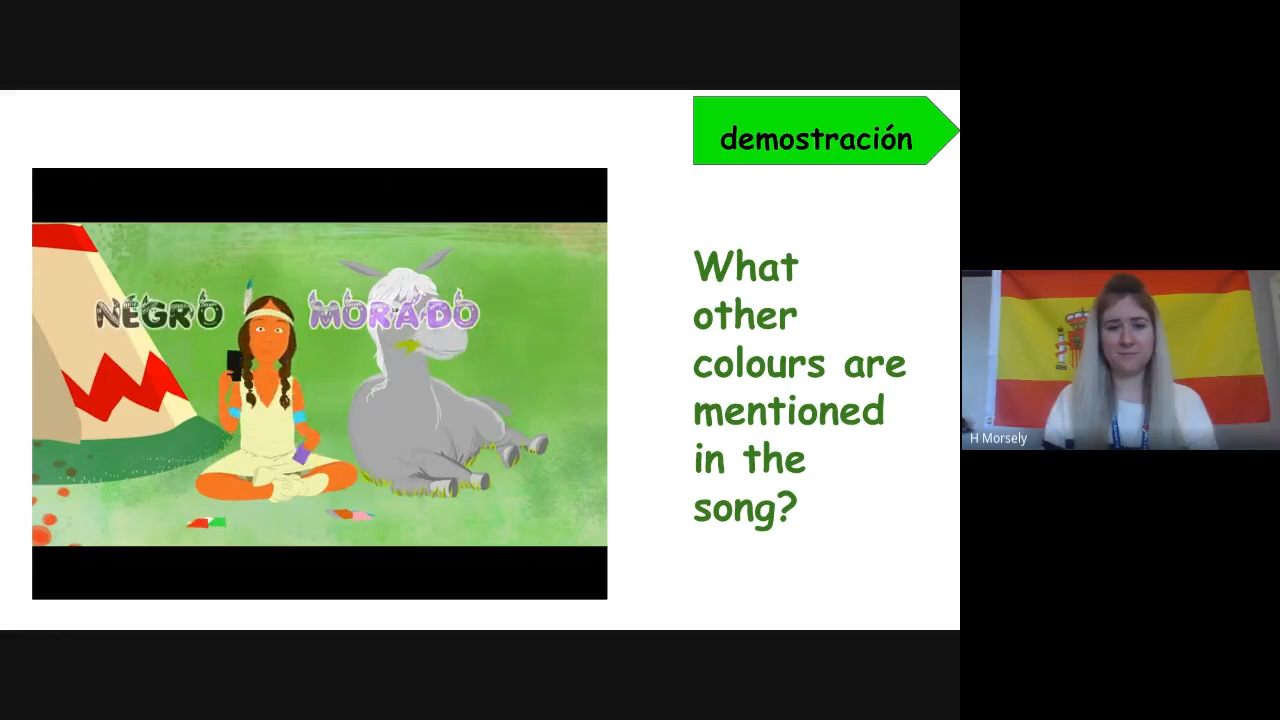 demostración
NEGRO MORADO
What
other
colours are
mentioned
in the
song?
H Morsely